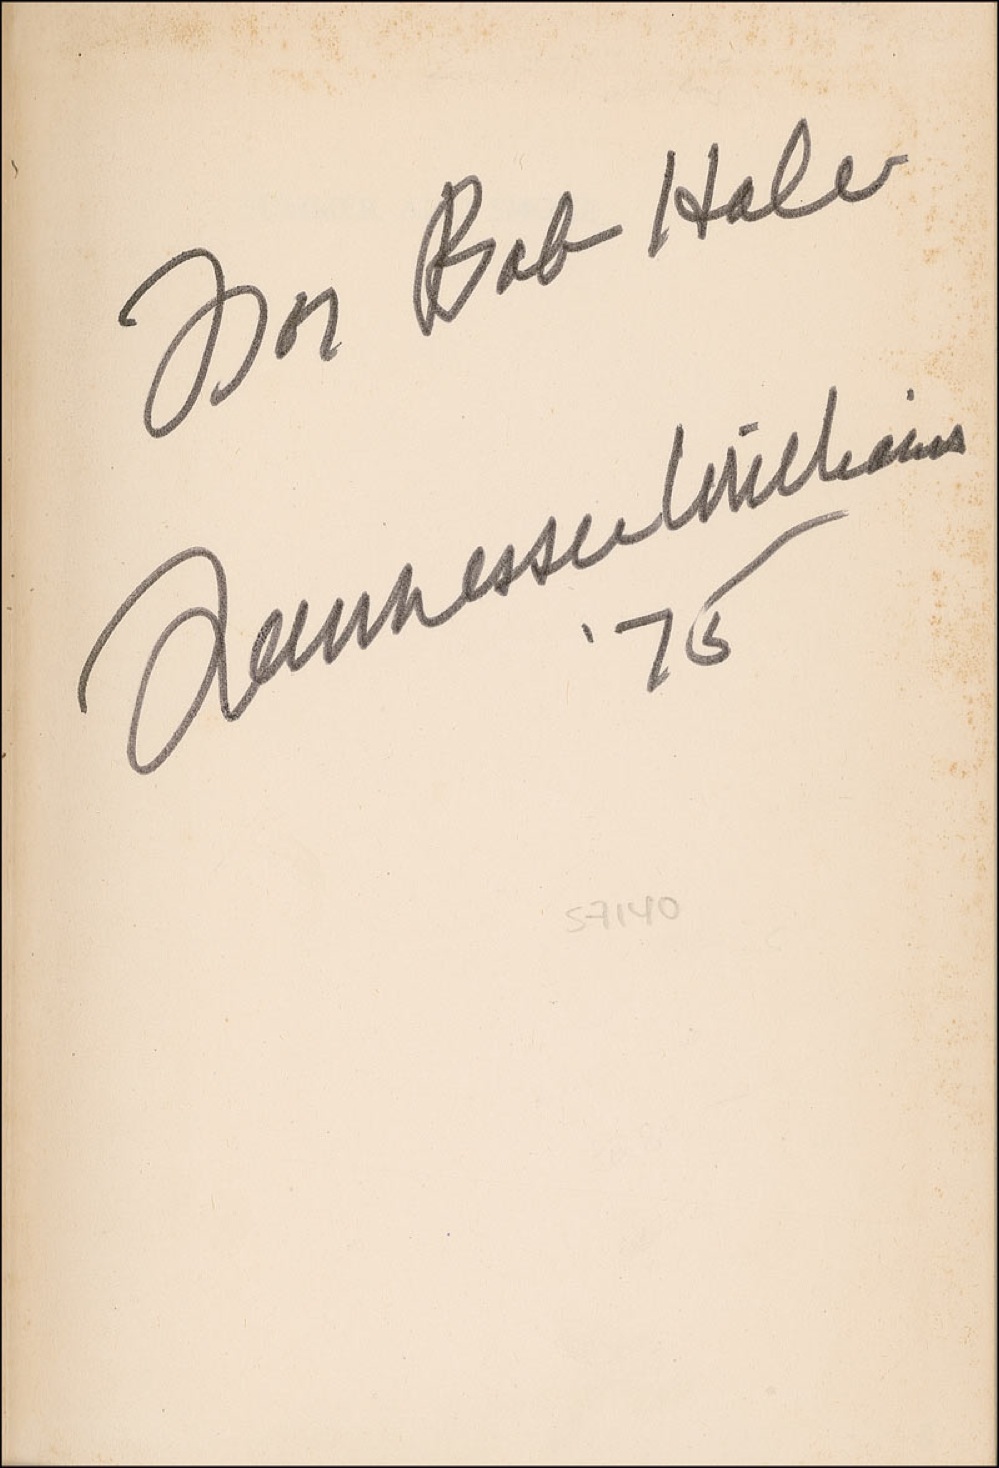 For Bob Hale
Tennessee Williams
'75
57140